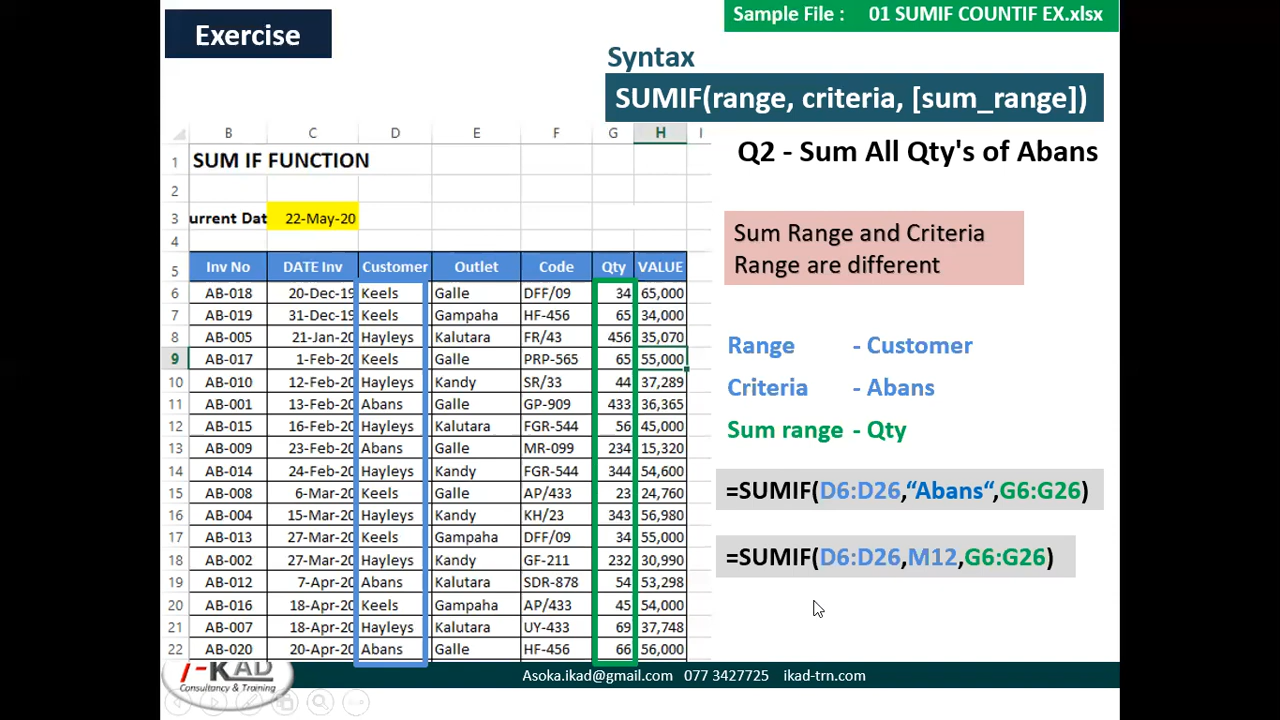 Exercise
Sample File : 01 SUMIF COUNTIF EX.xlsx
Syntax
SUMIF(range, criteria, [sum_range])
Q2 - Sum All Qty's of Abans
Sum Range and Criteria
Range are different
Range - Customer
Criteria - Abans
Sum range - Qty
=SUMIF(D6:D26,“Abans“,G6:G26)
=SUMIF(D6:D26,M12,G6:G26)
B C D E F G H I
1 SUM IF FUNCTION
2
3 urrent Dat 22-May-20
4
5 Inv No DATE Inv Customer Outlet Code Qty VALUE
6 AB-018 20-Dec-19 Keels Galle DFF/09 34 65,000
7 AB-019 31-Dec-19 Keels Gampaha HF-456 65 34,000
8 AB-005 21-Jan-20 Hayleys Kalutara FR/43 456 35,070
9 AB-017 1-Feb-20 Keels Galle PRP-565 65 55,000
10 AB-010 12-Feb-20 Hayleys Kandy SR/33 44 37,289
11 AB-001 13-Feb-20 Abans Galle GP-909 433 36,365
12 AB-015 16-Feb-20 Hayleys Kalutara FGR-544 56 45,000
13 AB-009 23-Feb-20 Abans Galle MR-099 234 15,320
14 AB-014 24-Feb-20 Hayleys Kandy FGR-544 344 54,600
15 AB-008 6-Mar-20 Keels Galle AP/433 23 24,760
16 AB-004 15-Mar-20 Hayleys Kandy KH/23 343 56,980
17 AB-013 27-Mar-20 Keels Gampaha DFF/09 34 55,000
18 AB-002 27-Mar-20 Hayleys Kandy GF-211 232 30,990
19 AB-012 7-Apr-20 Abans Kalutara SDR-878 54 53,298
20 AB-016 18-Apr-20 Keels Gampaha AP/433 45 54,000
21 AB-007 18-Apr-20 Hayleys Kalutara UY-433 69 37,748
22 AB-020 20-Apr-20 Abans Galle HF-456 66 56,000
i-KAD
Consultancy & Training
Asoka.ikad@gmail.com 077 3427725 ikad-trn.com